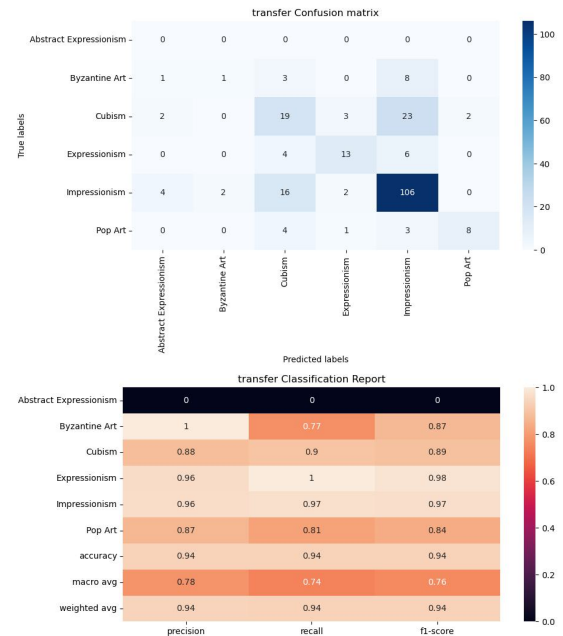 transfer Confusion matrix
Abstract Expressionism 0 0 0 0 0 0
Byzantine Art 1 1 3 0 8 0
Cubism 2 0 19 3 23 2
Expressionism 0 0 4 13 6 0
Impressionism 4 2 16 2 106 0
Pop Art 0 0 4 1 3 8
True labels
100
80
60
40
20
0
Abstract Expressionism
Byzantine Art
Cubism
Expressionism
Impressionism
Pop Art
Predicted labels
transfer Classification Report
Abstract Expressionism 0 0 0
Byzantine Art 1 0.77 0.87
Cubism 0.88 0.9 0.89
Expressionism 0.96 1 0.98
Impressionism 0.96 0.97 0.97
Pop Art 0.87 0.81 0.84
accuracy 0.94 0.94 0.94
macro avg 0.78 0.74 0.76
weighted avg 0.94 0.94 0.94
precision recall f1-score
1.0
0.8
0.6
0.4
0.2
0.0